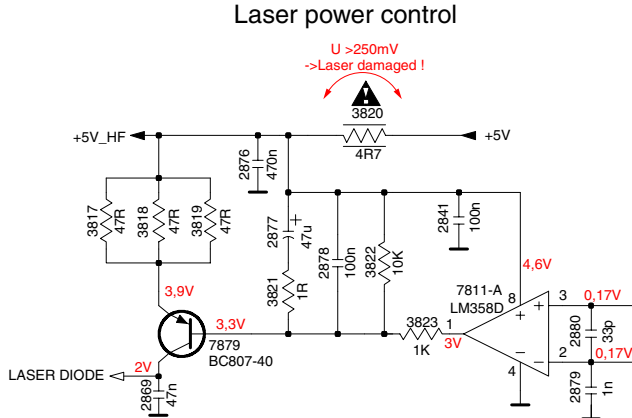 Laser power control
U >250mV
->Laser damaged !
!
3820
+5V_HF
+5V
4R7
2876
470n
3817
47R
3818
47R
3819
47R
2877
+
47u
2878
100n
3822
10K
2841
100n
3821
1R
4,6V
3,9V
7811-A
LM358D
8
3
0,17V
+
+
3,3V
3823
1
3V
1K
2880
33p
7879
BC807-40
−
−
2
0,17V
4
2V
LASER DIODE
2869
47n
2879
1n